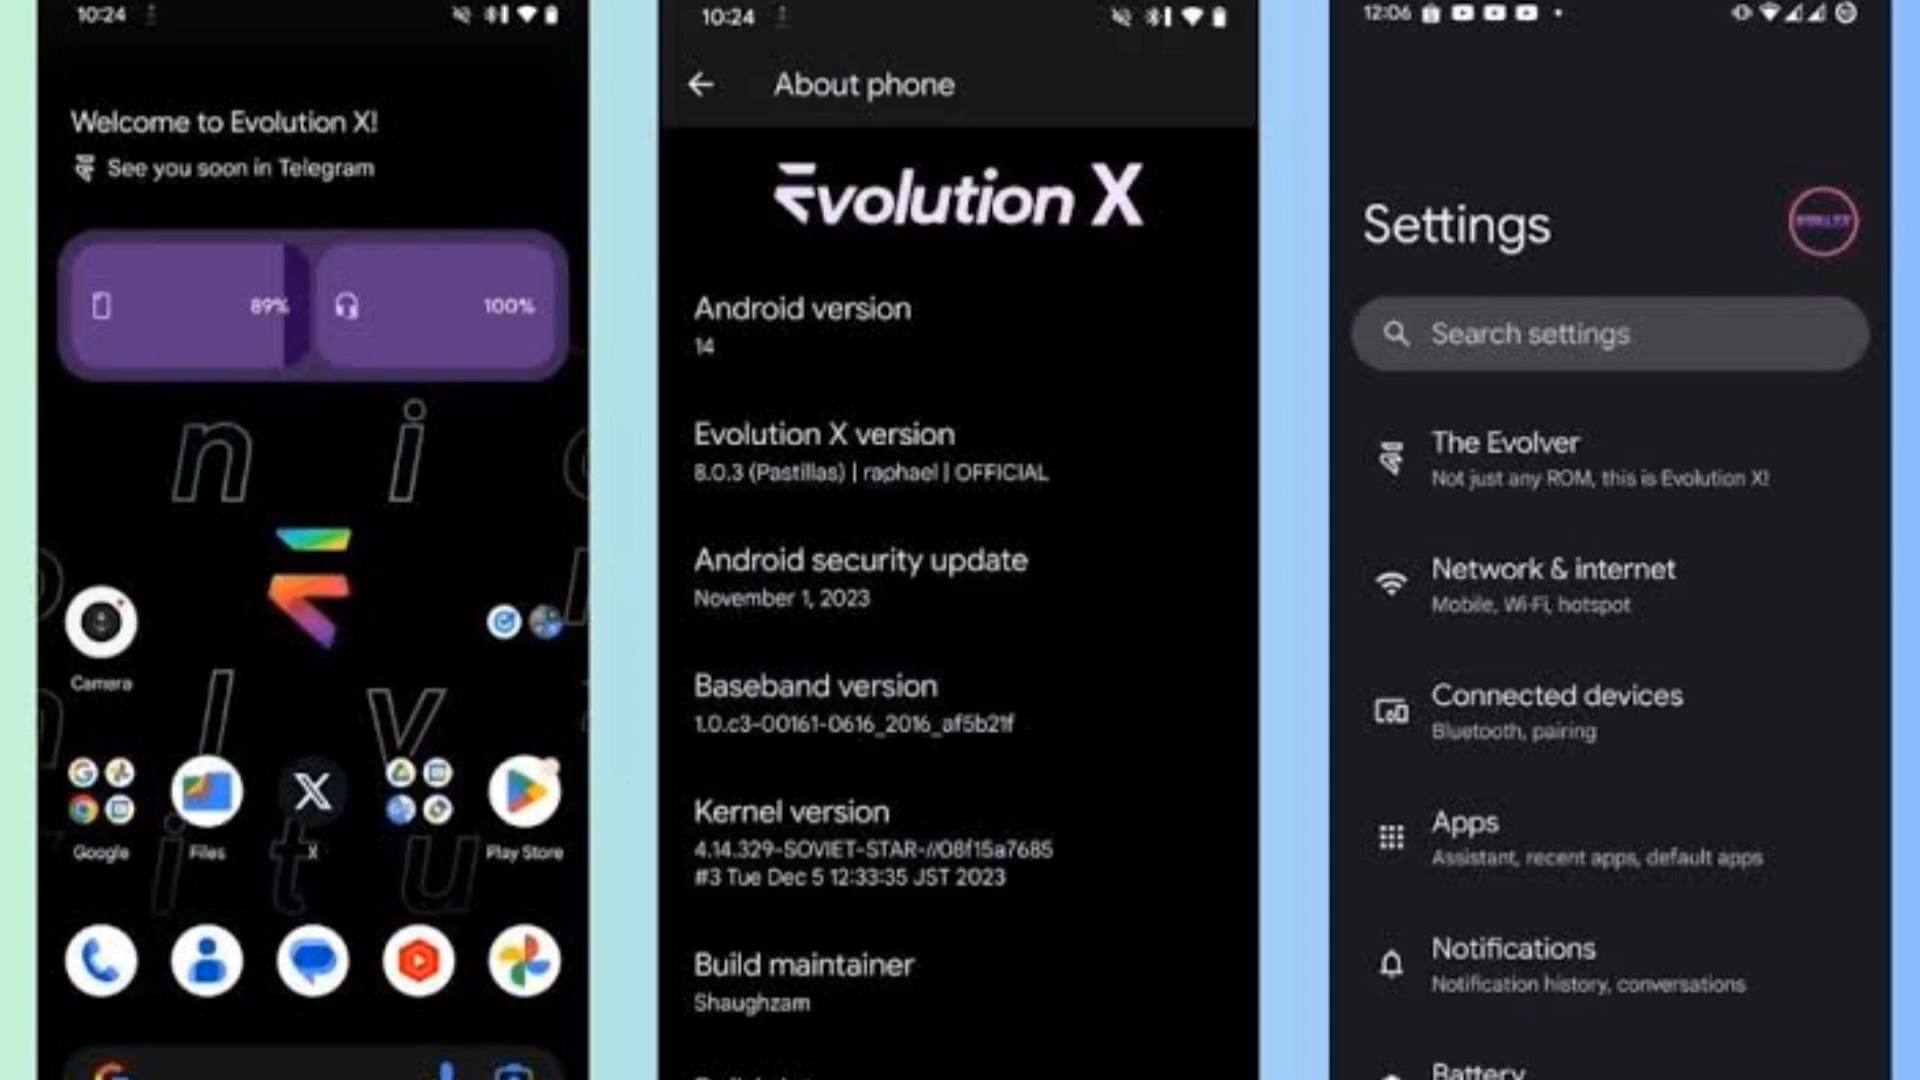 10:24
Welcome to Evolution X!
See you soon in Telegram
89%
100%
n i
l v
i t u
Camera
Google
Files
X
Play Store
10:24
About phone
Evolution X
Android version
14
Evolution X version
8.0.3 (Pastillas) | raphael | OFFICIAL
Android security update
November 1, 2023
Baseband version
1.0.c3-00161-0616_2016_af5b21f
Kernel version
4.14.329-SOVIET-STAR-//08f15a7685
#3 Tue Dec 5 12:33:35 JST 2023
Build maintainer
Shaughzam
12:06
Settings
Search settings
The Evolver
Not just any ROM, this is Evolution X!
Network & internet
Mobile, Wi-Fi, hotspot
Connected devices
Bluetooth, pairing
Apps
Assistant, recent apps, default apps
Notifications
Notification history, conversations
Battery